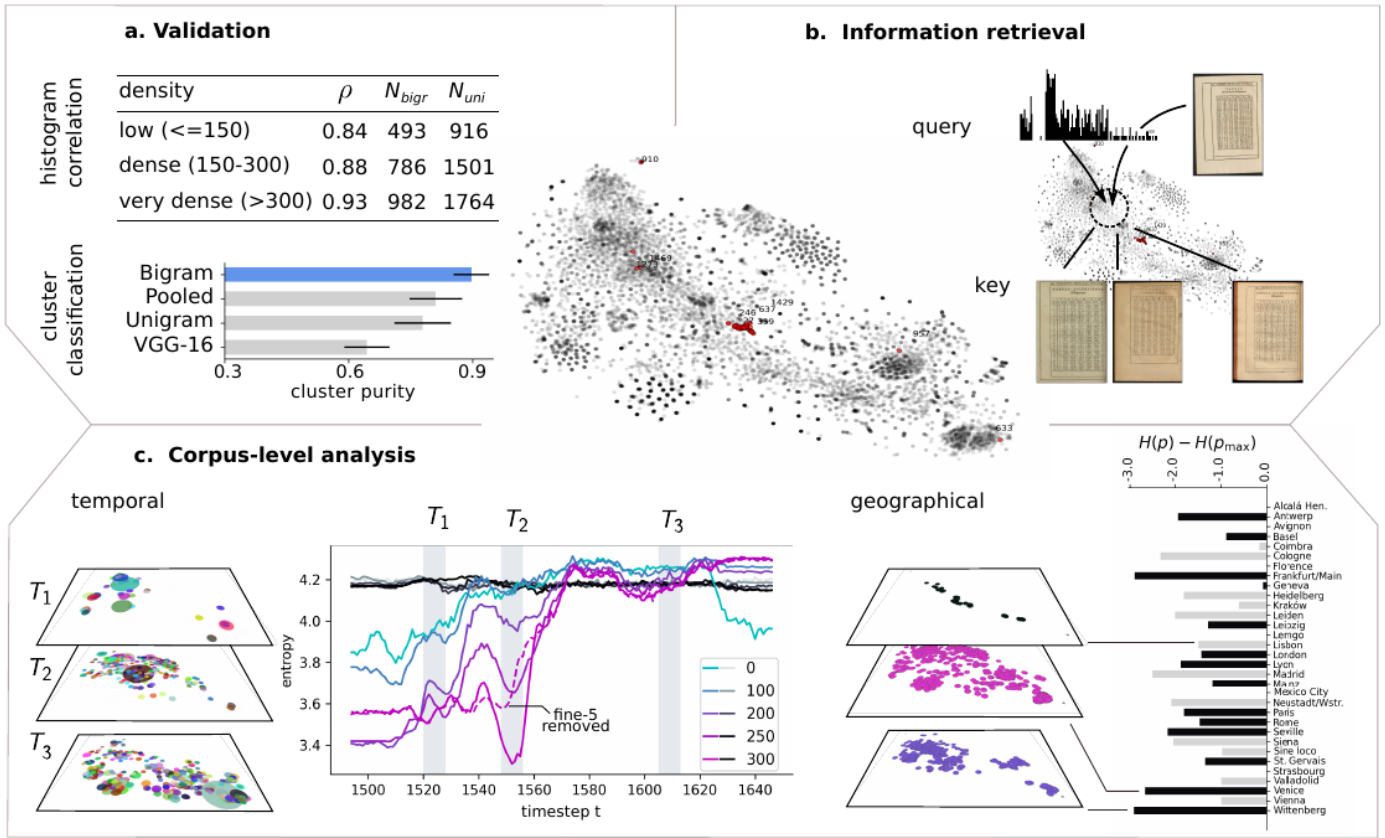 a. Validation
histogram
correlation
density ρ N_bigr N_uni
low (<=150) 0.84 493 916
dense (150-300) 0.88 786 1501
very dense (>300) 0.93 982 1764
cluster
classification
Bigram
Pooled
Unigram
VGG-16
0.3 0.6 0.9
cluster purity
910
1429
637
246
957
633
b. Information retrieval
query
key
c. Corpus-level analysis
temporal
T1
T2
T3
T1 T2 T3
entropy
4.2
4.0
3.8
3.6
3.4
fine-5
removed
0
100
200
250
300
1500 1520 1540 1560 1580 1600 1620 1640
timestep t
geographical
H(p) − H(p_max)
-3.0 -2.0 -1.0 0.0
Alcalá Hen.
Antwerp
Avignon
Basel
Coimbra
Cologne
Florence
Frankfurt/Main
Geneva
Heidelberg
Kraków
Leiden
Leipzig
Lemgo
Lisbon
London
Lyon
Madrid
Mainz
Mexico City
Neustadt/Wstr.
Paris
Rome
Seville
Siena
Sine loco
St. Gervais
Strasbourg
Valladolid
Venice
Vienna
Wittenberg